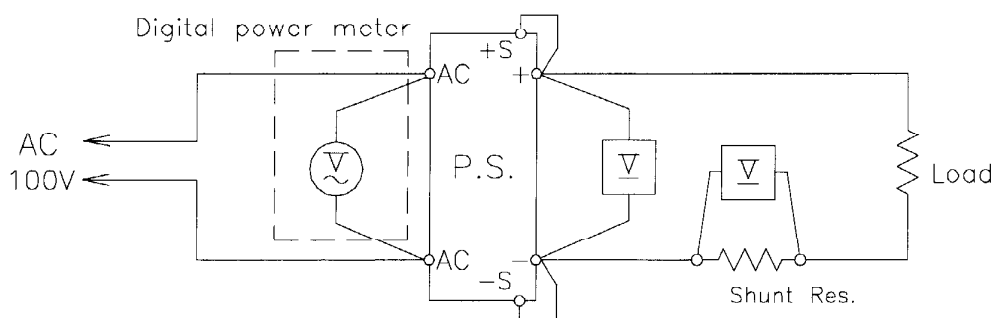 Digital power meter
+S
AC
+
AC
100V
V
P.S.
V
V
Load
AC
-
-S
Shunt Res.